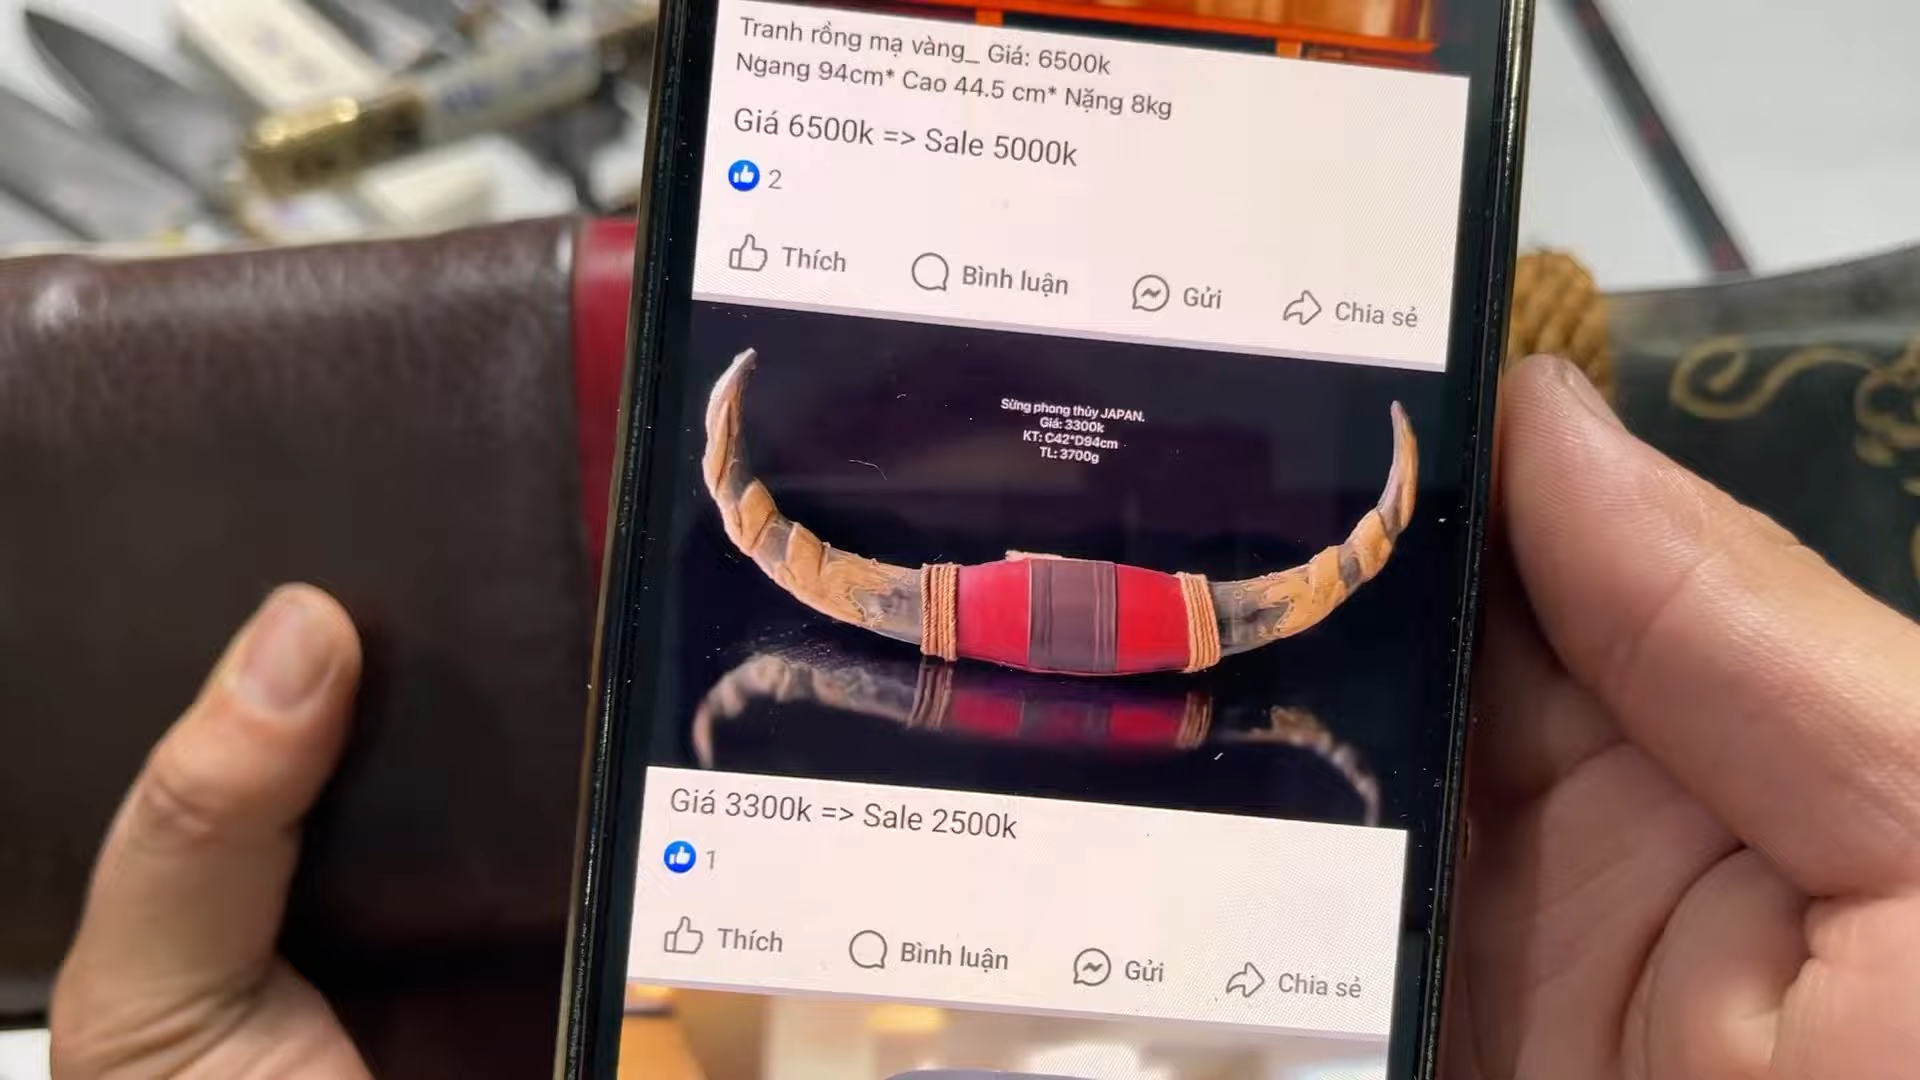 Tranh rồng mạ vàng_ Giá: 6500k
Ngang 94cm* Cao 44.5 cm* Nặng 8kg
Giá 6500k => Sale 5000k
2
Thích
Bình luận
Gửi
Chia sẻ
Sừng phong thủy JAPAN.
Giá: 3300k
KT: C42*D94cm
TL: 3700g
Giá 3300k => Sale 2500k
1
Thích
Bình luận
Gửi
Chia sẻ